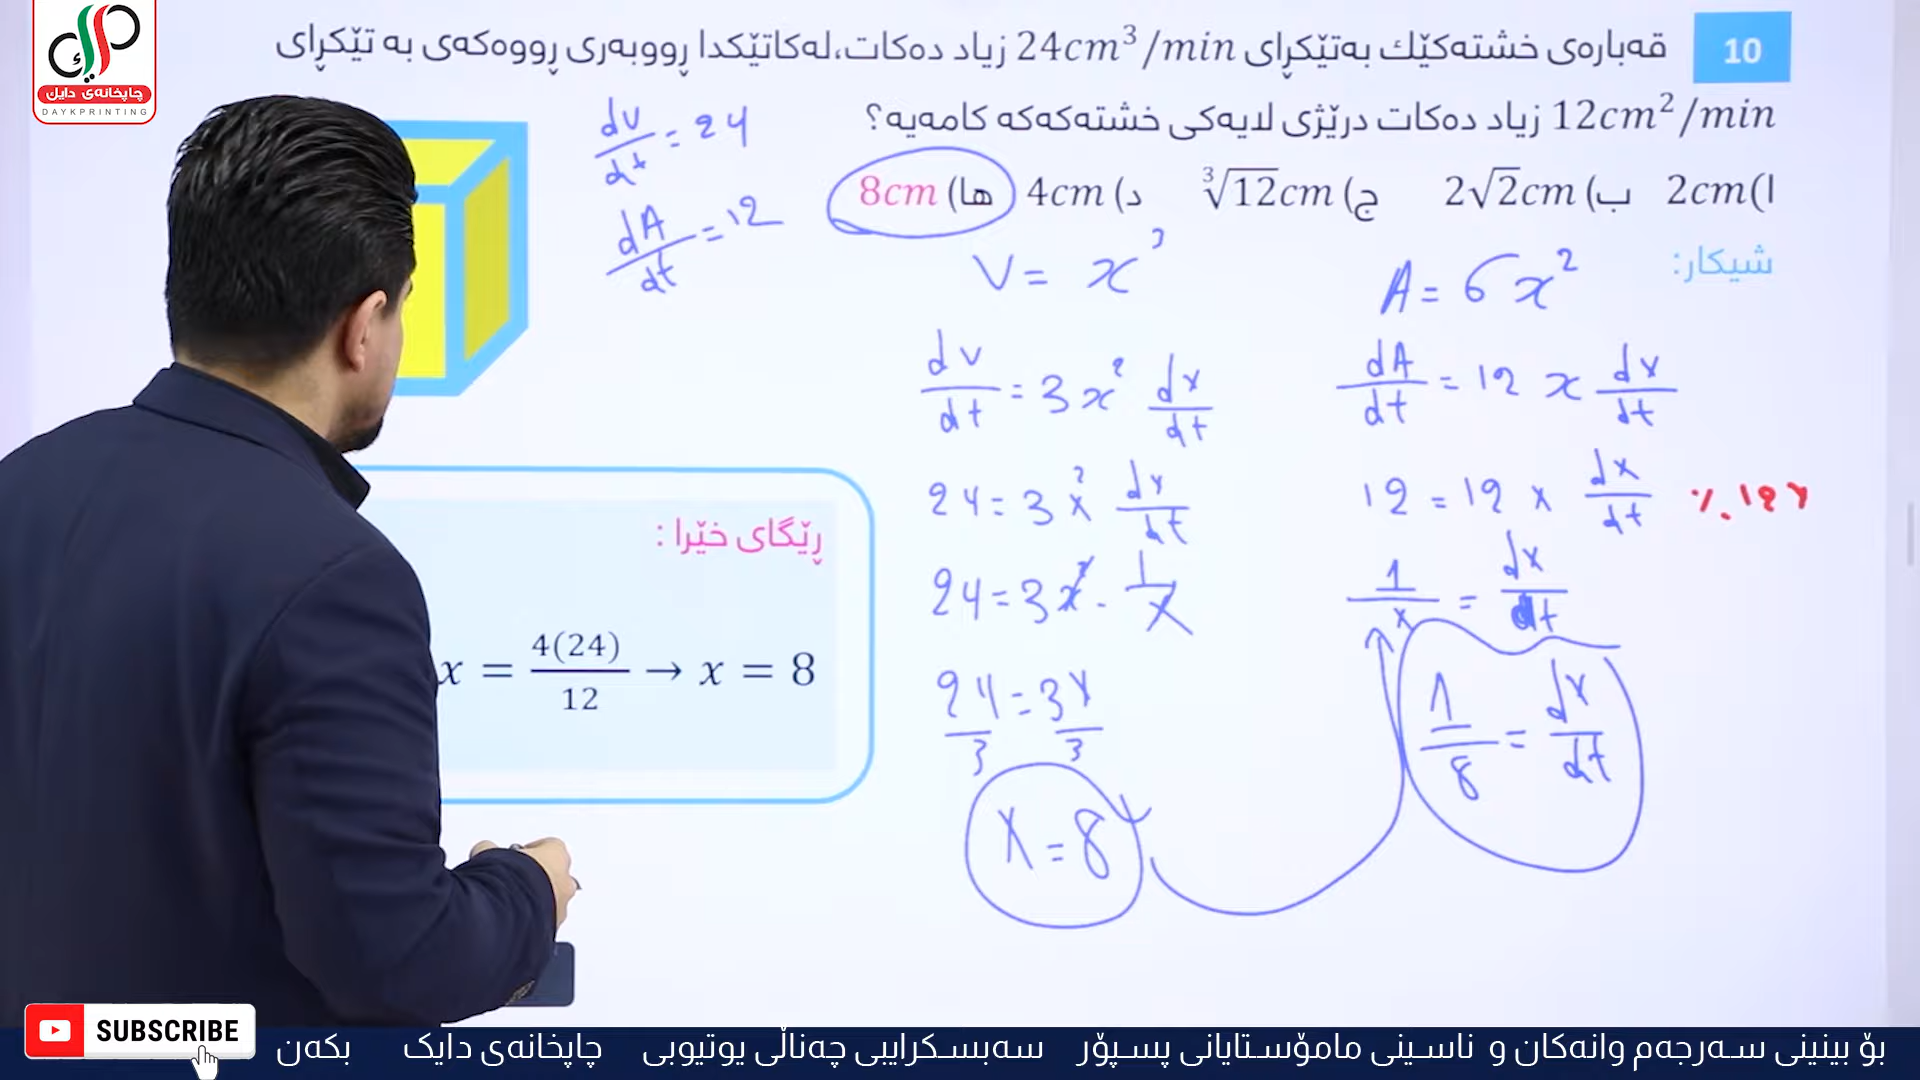 چاپخانەی دایک
DAYKPRINTING
10 قەبارەی خشتەکێك بەتێکڕای 24cm³/min زیاد دەکات،لەکاتێکدا ڕووبەری ڕووەکەی بە تێکڕای
12cm²/min زیاد دەکات درێژی لایەکی خشتەکەکە کامەیە؟
ا)2cm ب)2√2cm ج)∛12cm د)4cm ها)8cm
dv/dt = 24
dA/dt = 12
شیکار:
A = 6x²
dA/dt = 12 x dx/dt
12 = 12 x dx/dt ٪ 12x
1/x = dx/dt
1/8 = dx/dt
V = x³
dv/dt = 3x² dx/dt
24 = 3x² dx/dt
24 = 3x² · 1/x
24/3 = 3x/3
x = 8
ڕێگای خێرا :
x = 4(24)/12 → x = 8
SUBSCRIBE
بۆ بینینی سەرجەم وانەکان و ناسینی مامۆستایانی پسپۆر سەبسکرایبی چەناڵی یوتیوبی چاپخانەی دایک بکەن